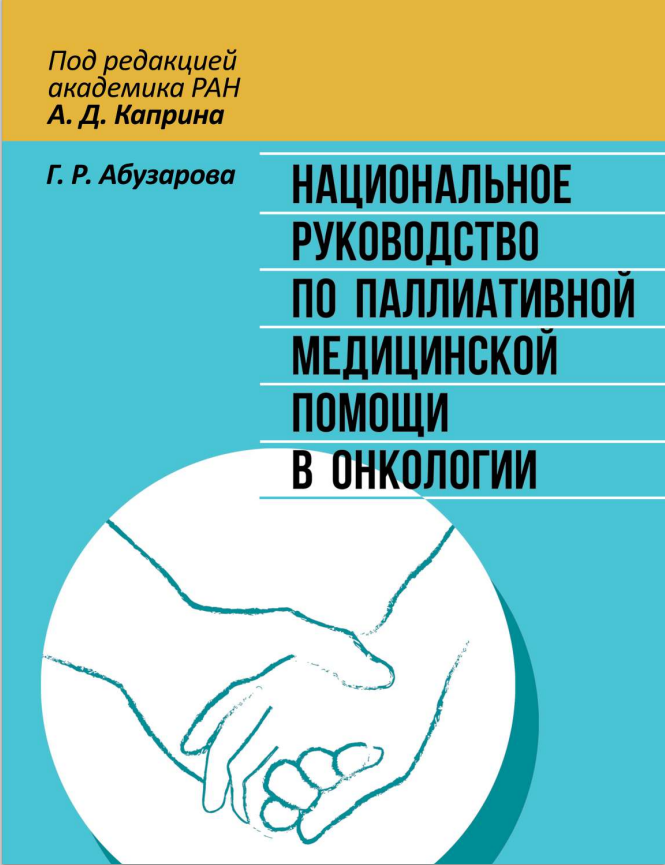 Под редакцией
академика РАН
А. Д. Каприна
Г. Р. Абузарова
НАЦИОНАЛЬНОЕ
РУКОВОДСТВО
ПО ПАЛЛИАТИВНОЙ
МЕДИЦИНСКОЙ
ПОМОЩИ
В ОНКОЛОГИИ